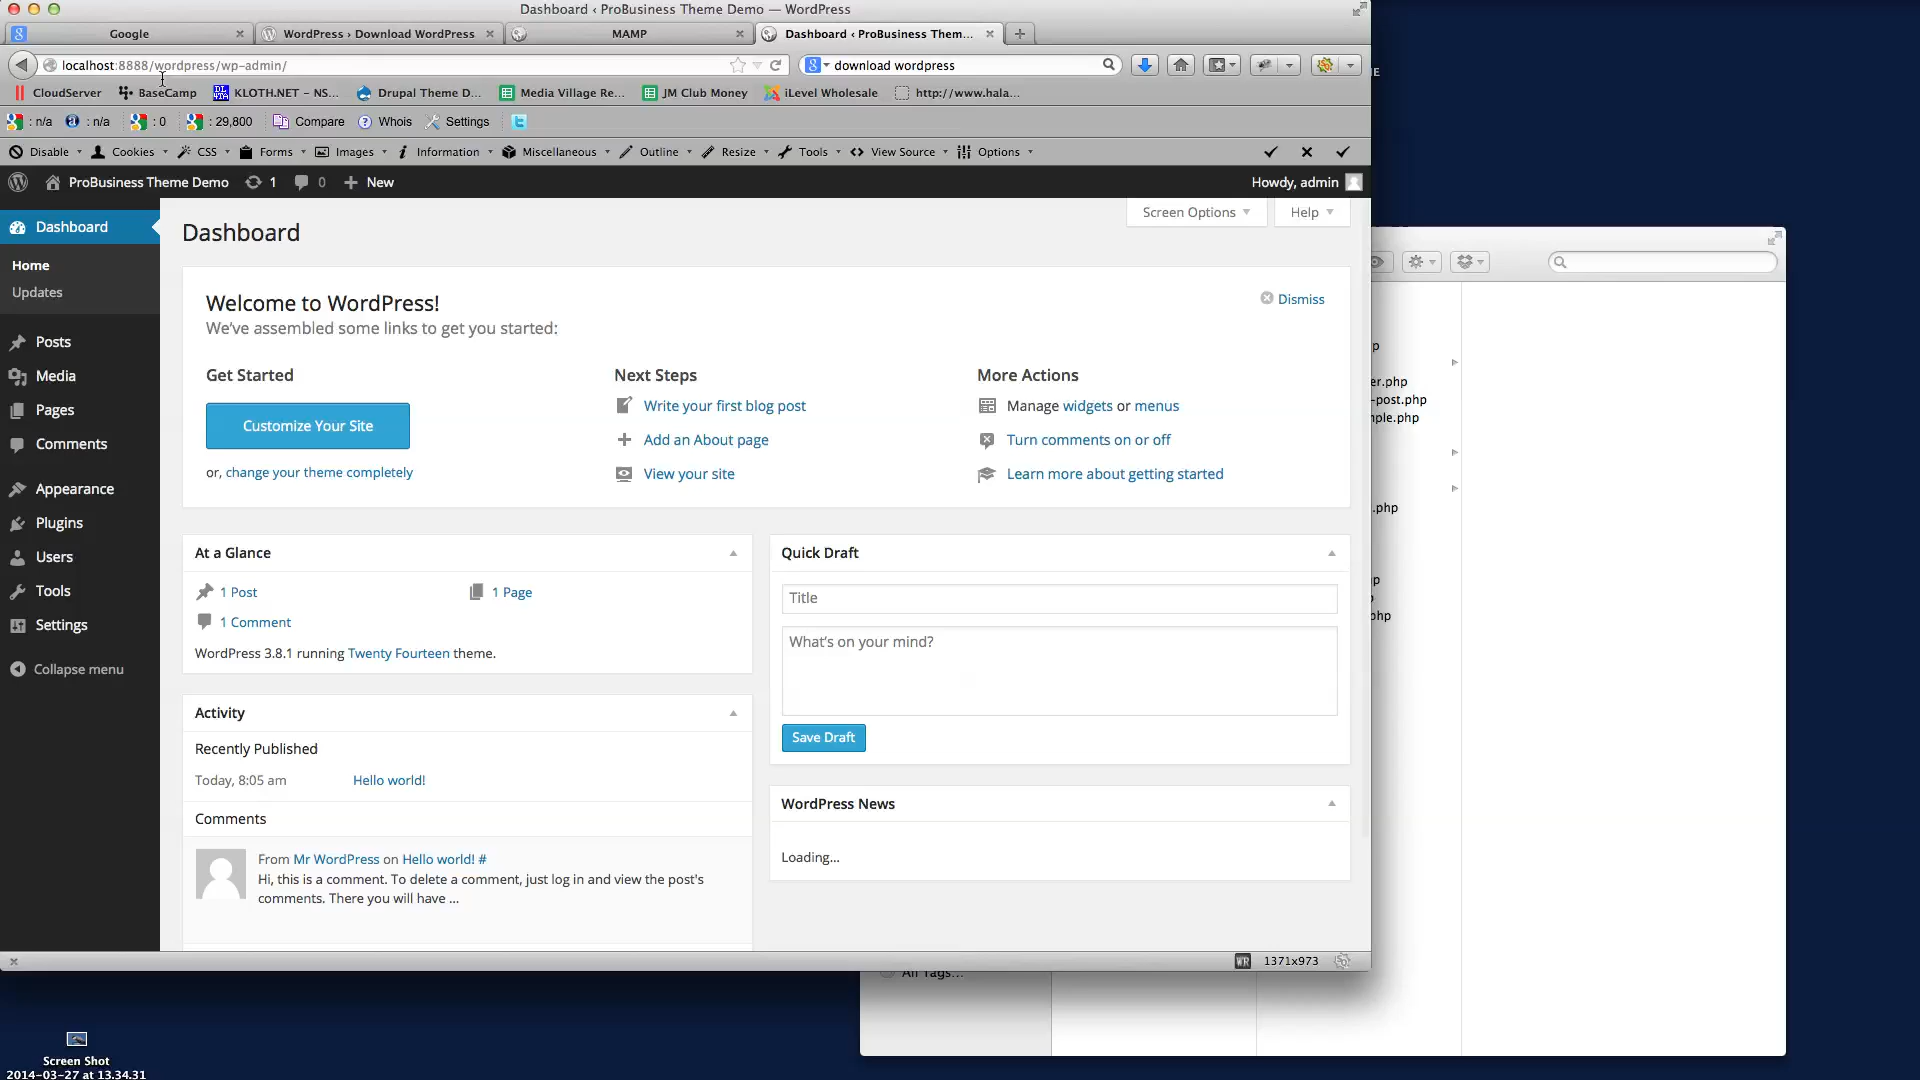 Dashboard ‹ ProBusiness Theme Demo — WordPress
Google
WordPress › Download WordPress
MAMP
Dashboard ‹ ProBusiness Them...
localhost:8888/wordpress/wp-admin/
download wordpress
CloudServer
BaseCamp
KLOTH.NET - NS...
Drupal Theme D...
Media Village Re...
JM Club Money
iLevel Wholesale
http://www.hala...
: n/a
: n/a
: 0
: 29,800
Compare
Whois
Settings
Disable
Cookies
CSS
Forms
Images
Information
Miscellaneous
Outline
Resize
Tools
View Source
Options
ProBusiness Theme Demo
1
0
New
Howdy, admin
Dashboard
Home
Updates
Posts
Media
Pages
Comments
Appearance
Plugins
Users
Tools
Settings
Collapse menu
Screen Options
Help
Dashboard
Welcome to WordPress!
We've assembled some links to get you started:
Dismiss
Get Started
Customize Your Site
or, change your theme completely
Next Steps
Write your first blog post
Add an About page
View your site
More Actions
Manage widgets or menus
Turn comments on or off
Learn more about getting started
At a Glance
1 Post
1 Page
1 Comment
WordPress 3.8.1 running Twenty Fourteen theme.
Activity
Recently Published
Today, 8:05 am
Hello world!
Comments
From Mr WordPress on Hello world! #
Hi, this is a comment. To delete a comment, just log in and view the post's
comments. There you will have ...
Quick Draft
Title
What's on your mind?
Save Draft
WordPress News
Loading...
1371x973
p
er.php
-post.php
mple.php
.php
p
hp
All Tags...
Screen Shot
2014-03-27 at 13.34.31